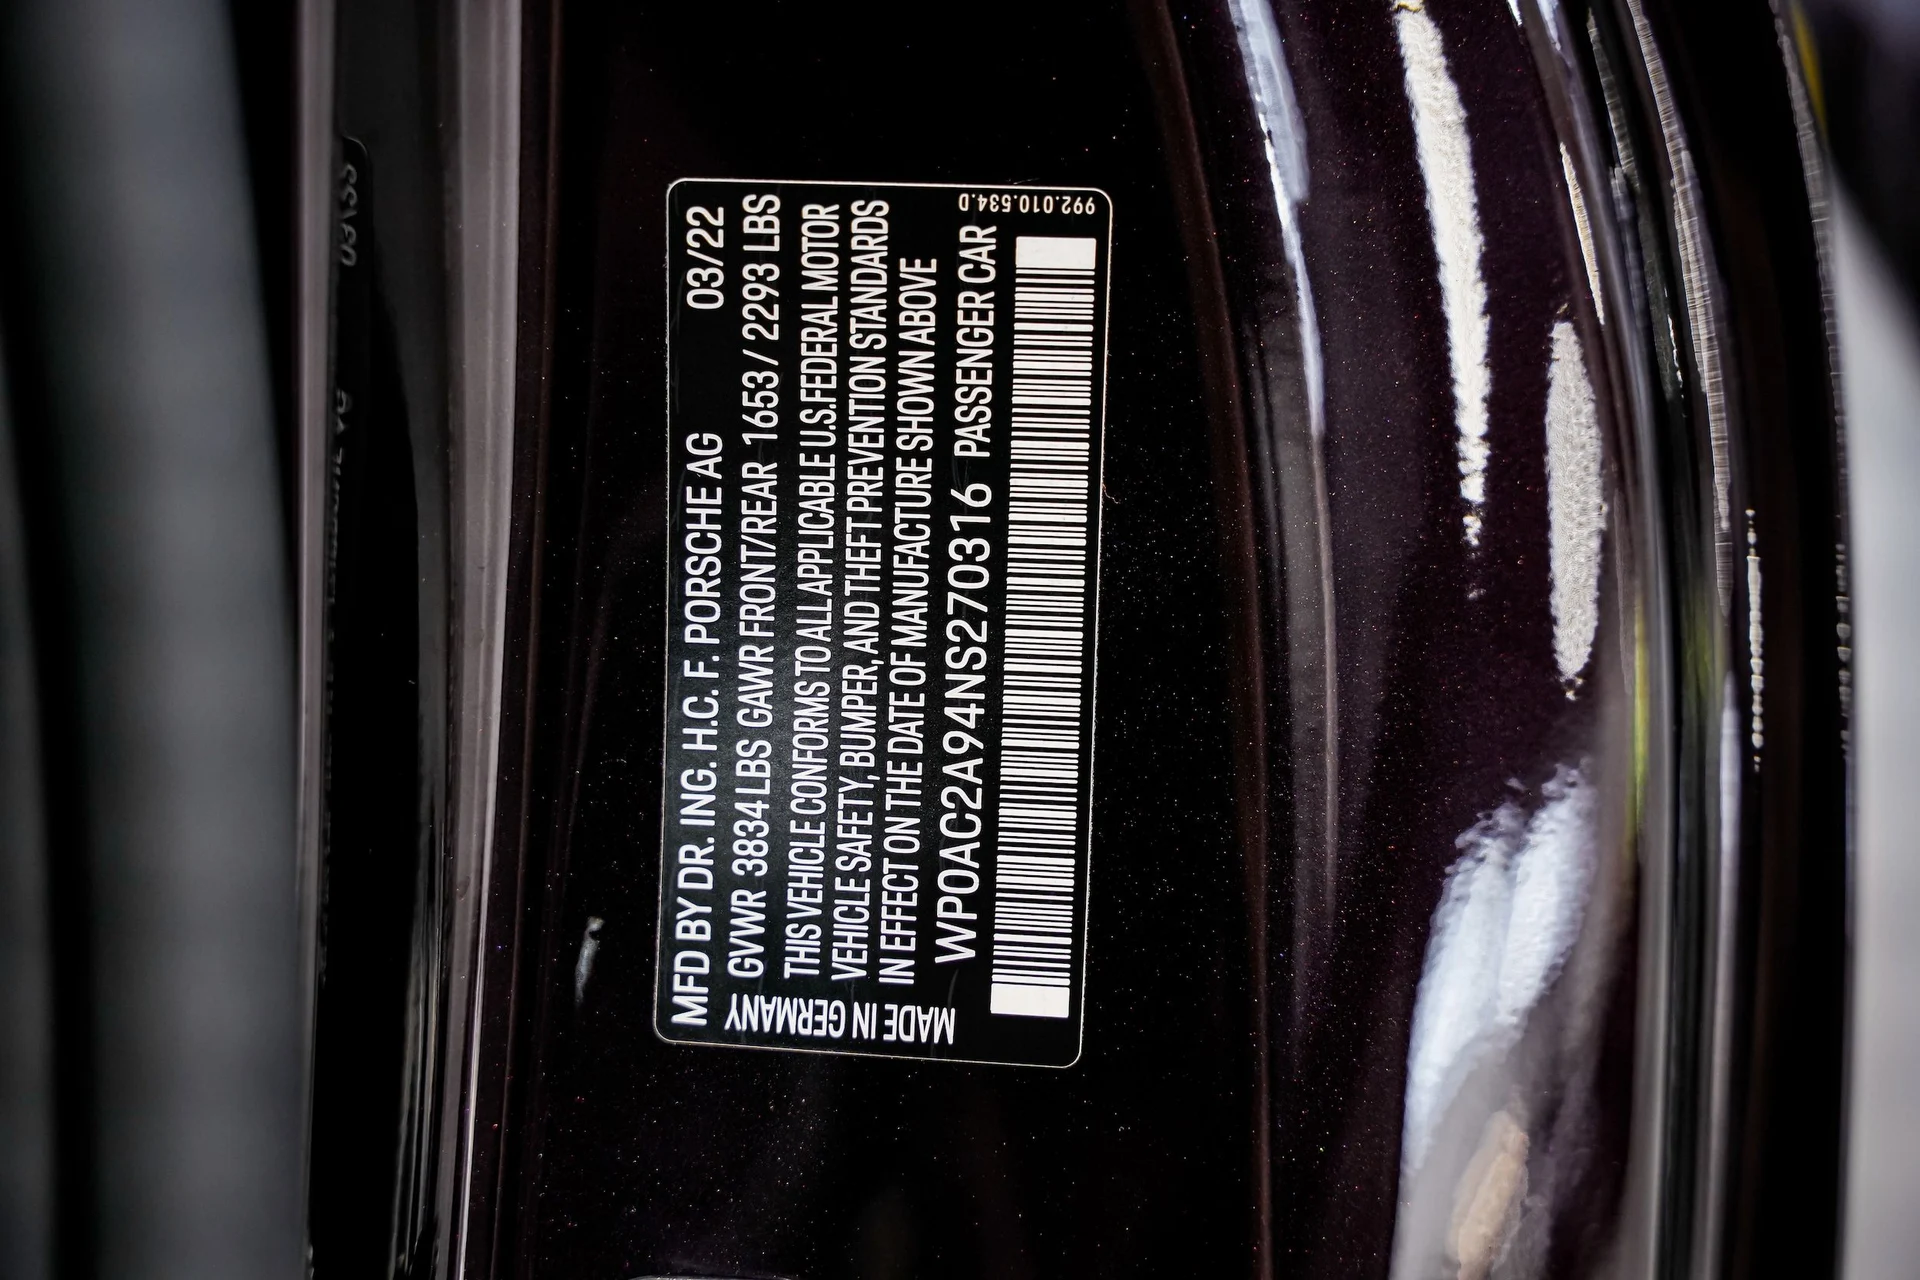 MFD BY DR. ING. H.C. F. PORSCHE AG 03/22
GVWR 3834 LBS GAWR FRONT/REAR 1653 / 2293 LBS
THIS VEHICLE CONFORMS TO ALL APPLICABLE U.S. FEDERAL MOTOR
VEHICLE SAFETY, BUMPER, AND THEFT PREVENTION STANDARDS
IN EFFECT ON THE DATE OF MANUFACTURE SHOWN ABOVE
WP0AC2A94NS270316 PASSENGER CAR
MADE IN GERMANY
992.010.534.D